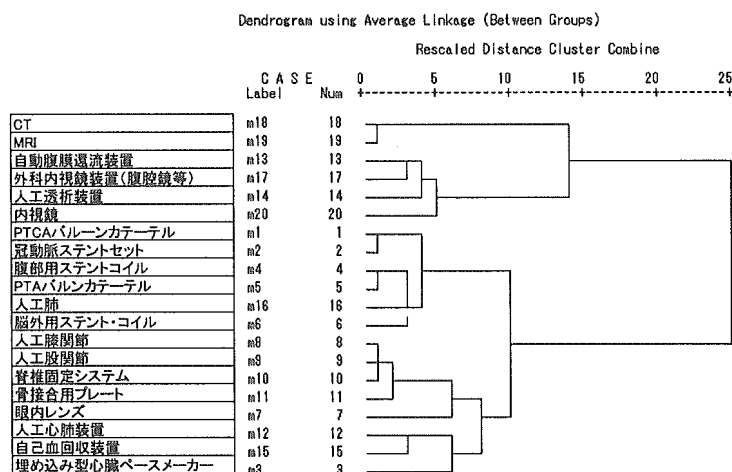 Dendrogram using Average Linkage (Between Groups)
Rescaled Distance Cluster Combine
C A S E 0 5 10 15 20 25
Label Num
CT m18 18
MRI m19 19
自動腹膜還流装置 m13 13
外科内視鏡装置(腹腔鏡等) m17 17
人工透析装置 m14 14
内視鏡 m20 20
PTCAバルーンカテーテル m1 1
冠動脈ステントセット m2 2
腹部用ステントコイル m4 4
PTAバルンカテーテル m5 5
人工肺 m16 16
脳外用ステント・コイル m6 6
人工膝関節 m8 8
人工股関節 m9 9
脊椎固定システム m10 10
骨接合用プレート m11 11
眼内レンズ m7 7
人工心肺装置 m12 12
自己血回収装置 m15 15
埋め込み型心臓ペースメーカー m3 3